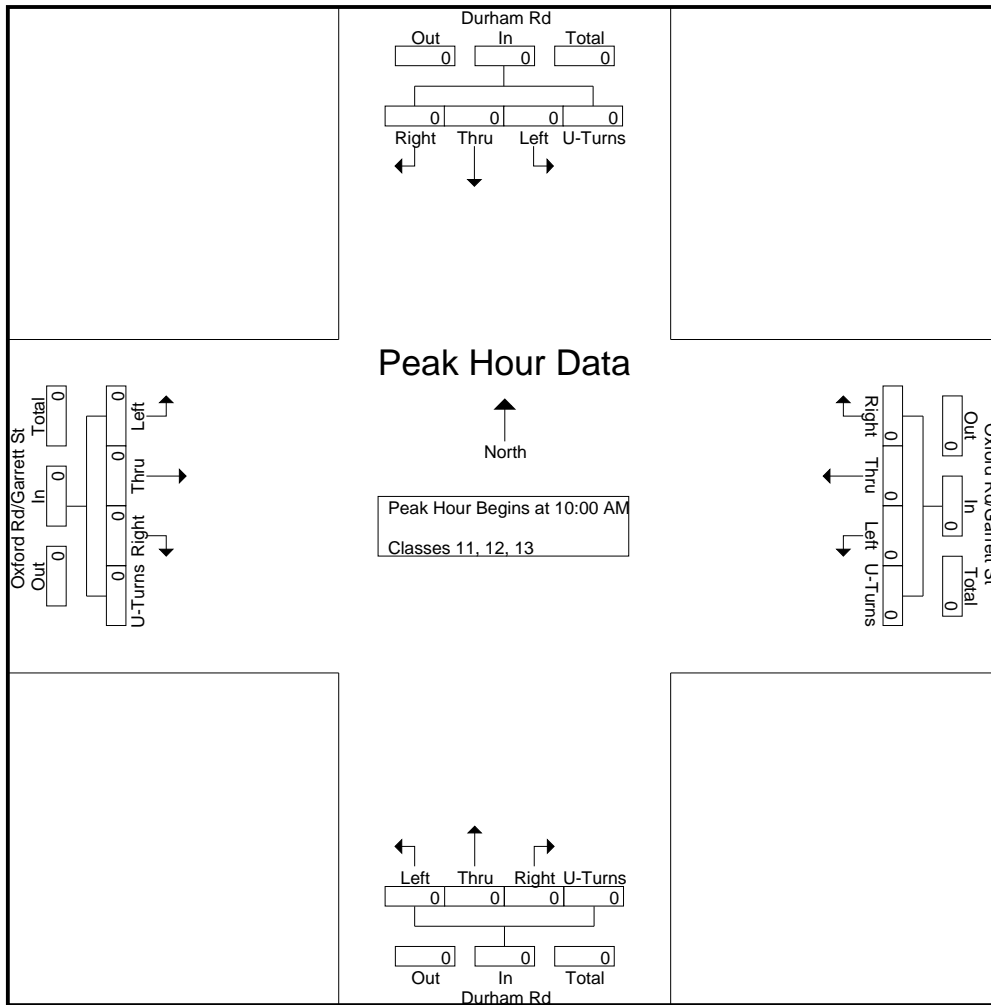 Durham Rd
Out In Total
0 0 0
0 0 0 0
Right Thru Left U-Turns
Peak Hour Data
North
Peak Hour Begins at 10:00 AM
Classes 11, 12, 13
Oxford Rd/Garrett St
Out In Total
0 0 0
0 0 0 0
U-Turns Right Thru Left
Oxford Rd/Garrett St
Out In Total
0 0 0
0 0 0 0
Right Thru Left U-Turns
Left Thru Right U-Turns
0 0 0 0
0 0 0
Out In Total
Durham Rd